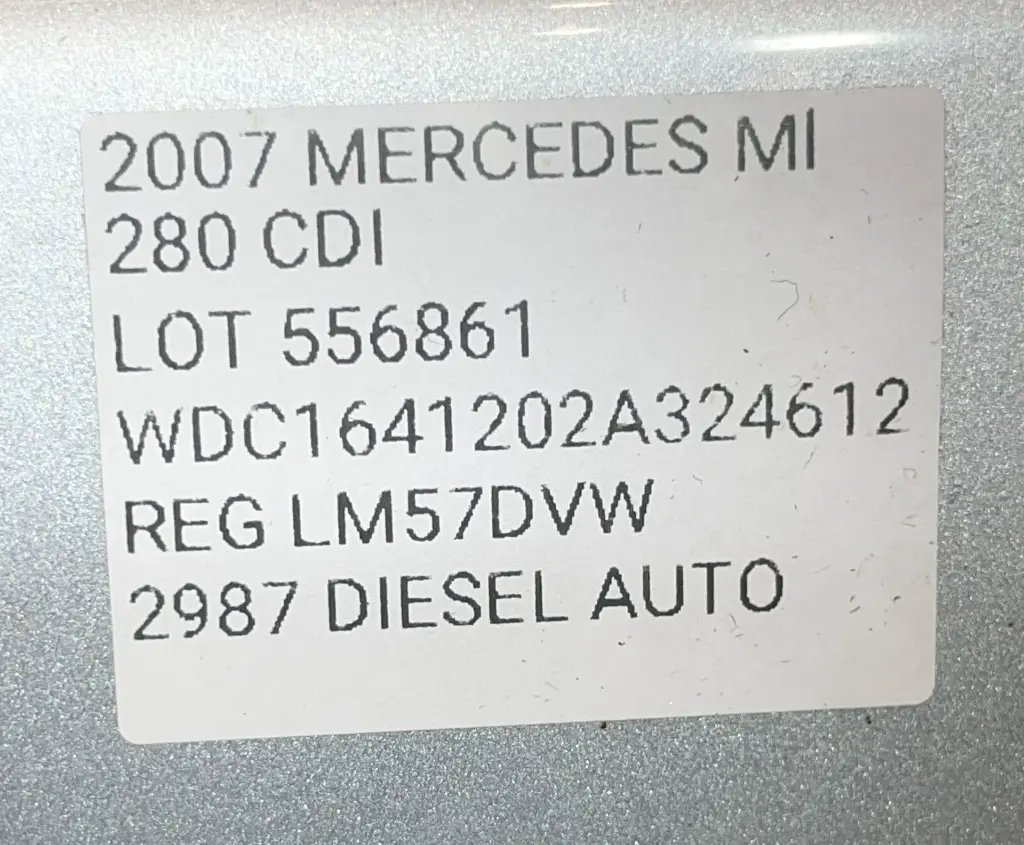 2007 MERCEDES Ml
280 CDI
LOT 556861
WDC1641202A324612
REG LM57DVW
2987 DIESEL AUTO